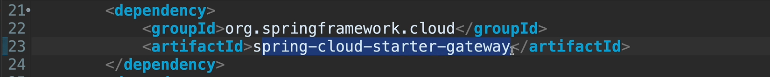 21 <dependency>
22 <groupId>org.springframework.cloud</groupId>
23 <artifactId>spring-cloud-starter-gateway</artifactId>
24 </dependency>